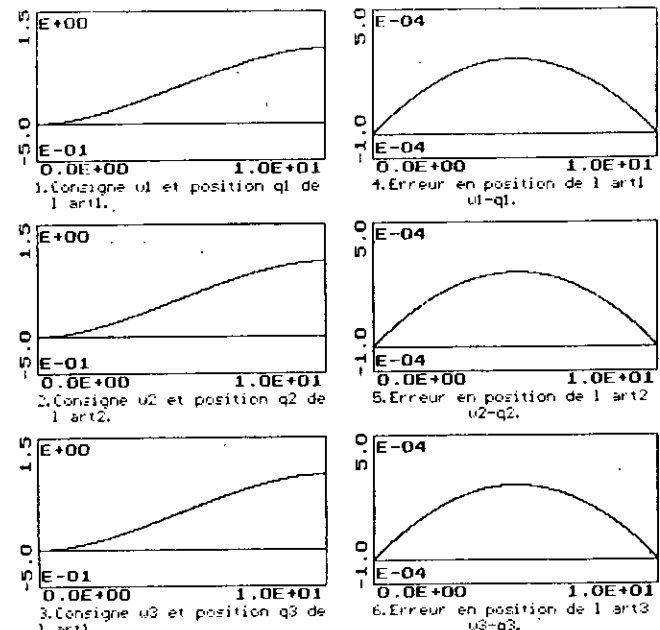 1.5
E+00
-5.0
E-01
0.0E+00 1.0E+01
1.Consigne u1 et position q1 de
l art1.
5.0
E-04
-1.0
E-04
0.0E+00 1.0E+01
4.Erreur en position de l art1
u1-q1.
1.5
E+00
-5.0
E-01
0.0E+00 1.0E+01
2.Consigne u2 et position q2 de
l art2.
5.0
E-04
-1.0
E-04
0.0E+00 1.0E+01
5.Erreur en position de l art2
u2-q2.
1.5
E+00
-5.0
E-01
0.0E+00 1.0E+01
3.Consigne u3 et position q3 de
5.0
E-04
-1.0
E-04
0.0E+00 1.0E+01
6.Erreur en position de l art3
u3-q3.